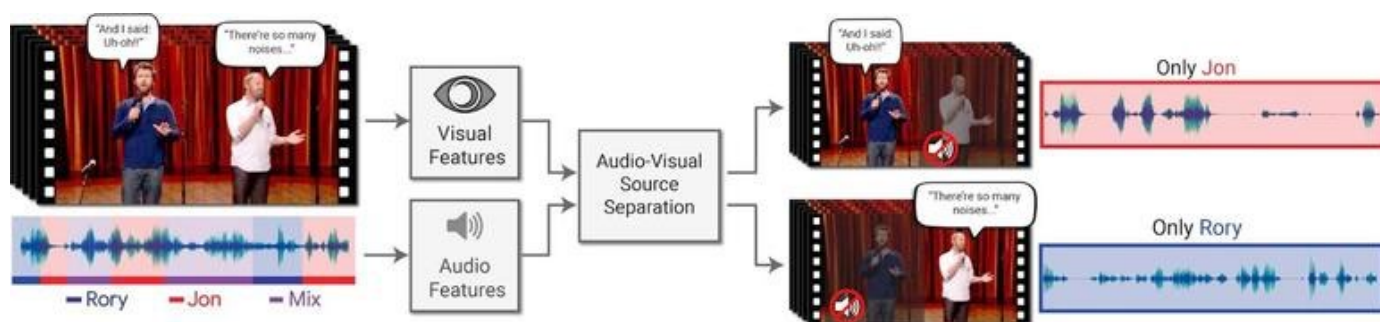 "And I said:
Uh-oh!!"
"There're so many
noises..."
Rory
Jon
Mix
Visual
Features
Audio
Features
Audio-Visual
Source
Separation
"And I said:
Uh-oh!!"
"There're so many
noises..."
Only Jon
Only Rory